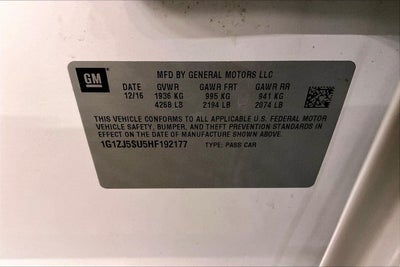 GM
MFD BY GENERAL MOTORS LLC
DATE GVWR GAWR FRT GAWR RR
12/16 1936 KG 995 KG 941 KG
4268 LB 2194 LB 2074 LB
THIS VEHICLE CONFORMS TO ALL APPLICABLE U.S. FEDERAL MOTOR
VEHICLE SAFETY, BUMPER, AND THEFT PREVENTION STANDARDS IN
EFFECT ON THE DATE OF MANUFACTURE SHOWN ABOVE.
1G1ZJ5SU5HF192177 TYPE: PASS CAR